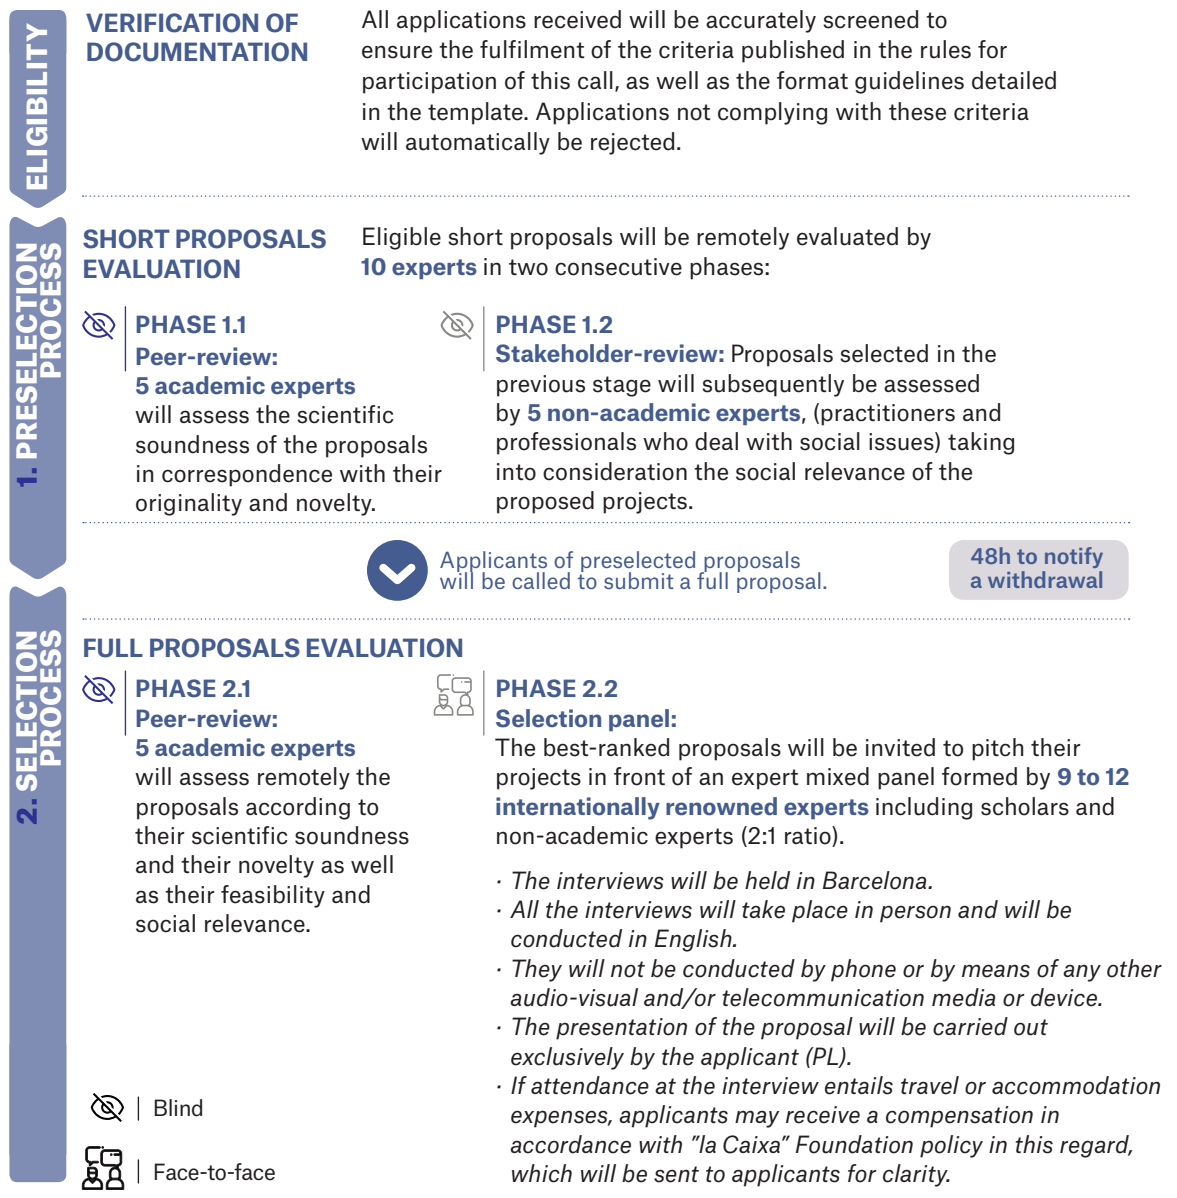 ELIGIBILITY
VERIFICATION OF
DOCUMENTATION
All applications received will be accurately screened to
ensure the fulfilment of the criteria published in the rules for
participation of this call, as well as the format guidelines detailed
in the template. Applications not complying with these criteria
will automatically be rejected.
1. PRESELECTION
PROCESS
SHORT PROPOSALS
EVALUATION
Eligible short proposals will be remotely evaluated by
10 experts in two consecutive phases:
PHASE 1.1
Peer-review:
5 academic experts
will assess the scientific
soundness of the proposals
in correspondence with their
originality and novelty.
PHASE 1.2
Stakeholder-review: Proposals selected in the
previous stage will subsequently be assessed
by 5 non-academic experts, (practitioners and
professionals who deal with social issues) taking
into consideration the social relevance of the
proposed projects.
Applicants of preselected proposals
will be called to submit a full proposal.
48h to notify
a withdrawal
2. SELECTION
PROCESS
FULL PROPOSALS EVALUATION
PHASE 2.1
Peer-review:
5 academic experts
will assess remotely the
proposals according to
their scientific soundness
and their novelty as well
as their feasibility and
social relevance.
PHASE 2.2
Selection panel:
The best-ranked proposals will be invited to pitch their
projects in front of an expert mixed panel formed by 9 to 12
internationally renowned experts including scholars and
non-academic experts (2:1 ratio).
· The interviews will be held in Barcelona.
· All the interviews will take place in person and will be
conducted in English.
· They will not be conducted by phone or by means of any other
audio-visual and/or telecommunication media or device.
· The presentation of the proposal will be carried out
exclusively by the applicant (PL).
· If attendance at the interview entails travel or accommodation
expenses, applicants may receive a compensation in
accordance with ”la Caixa” Foundation policy in this regard,
which will be sent to applicants for clarity.
Blind
Face-to-face